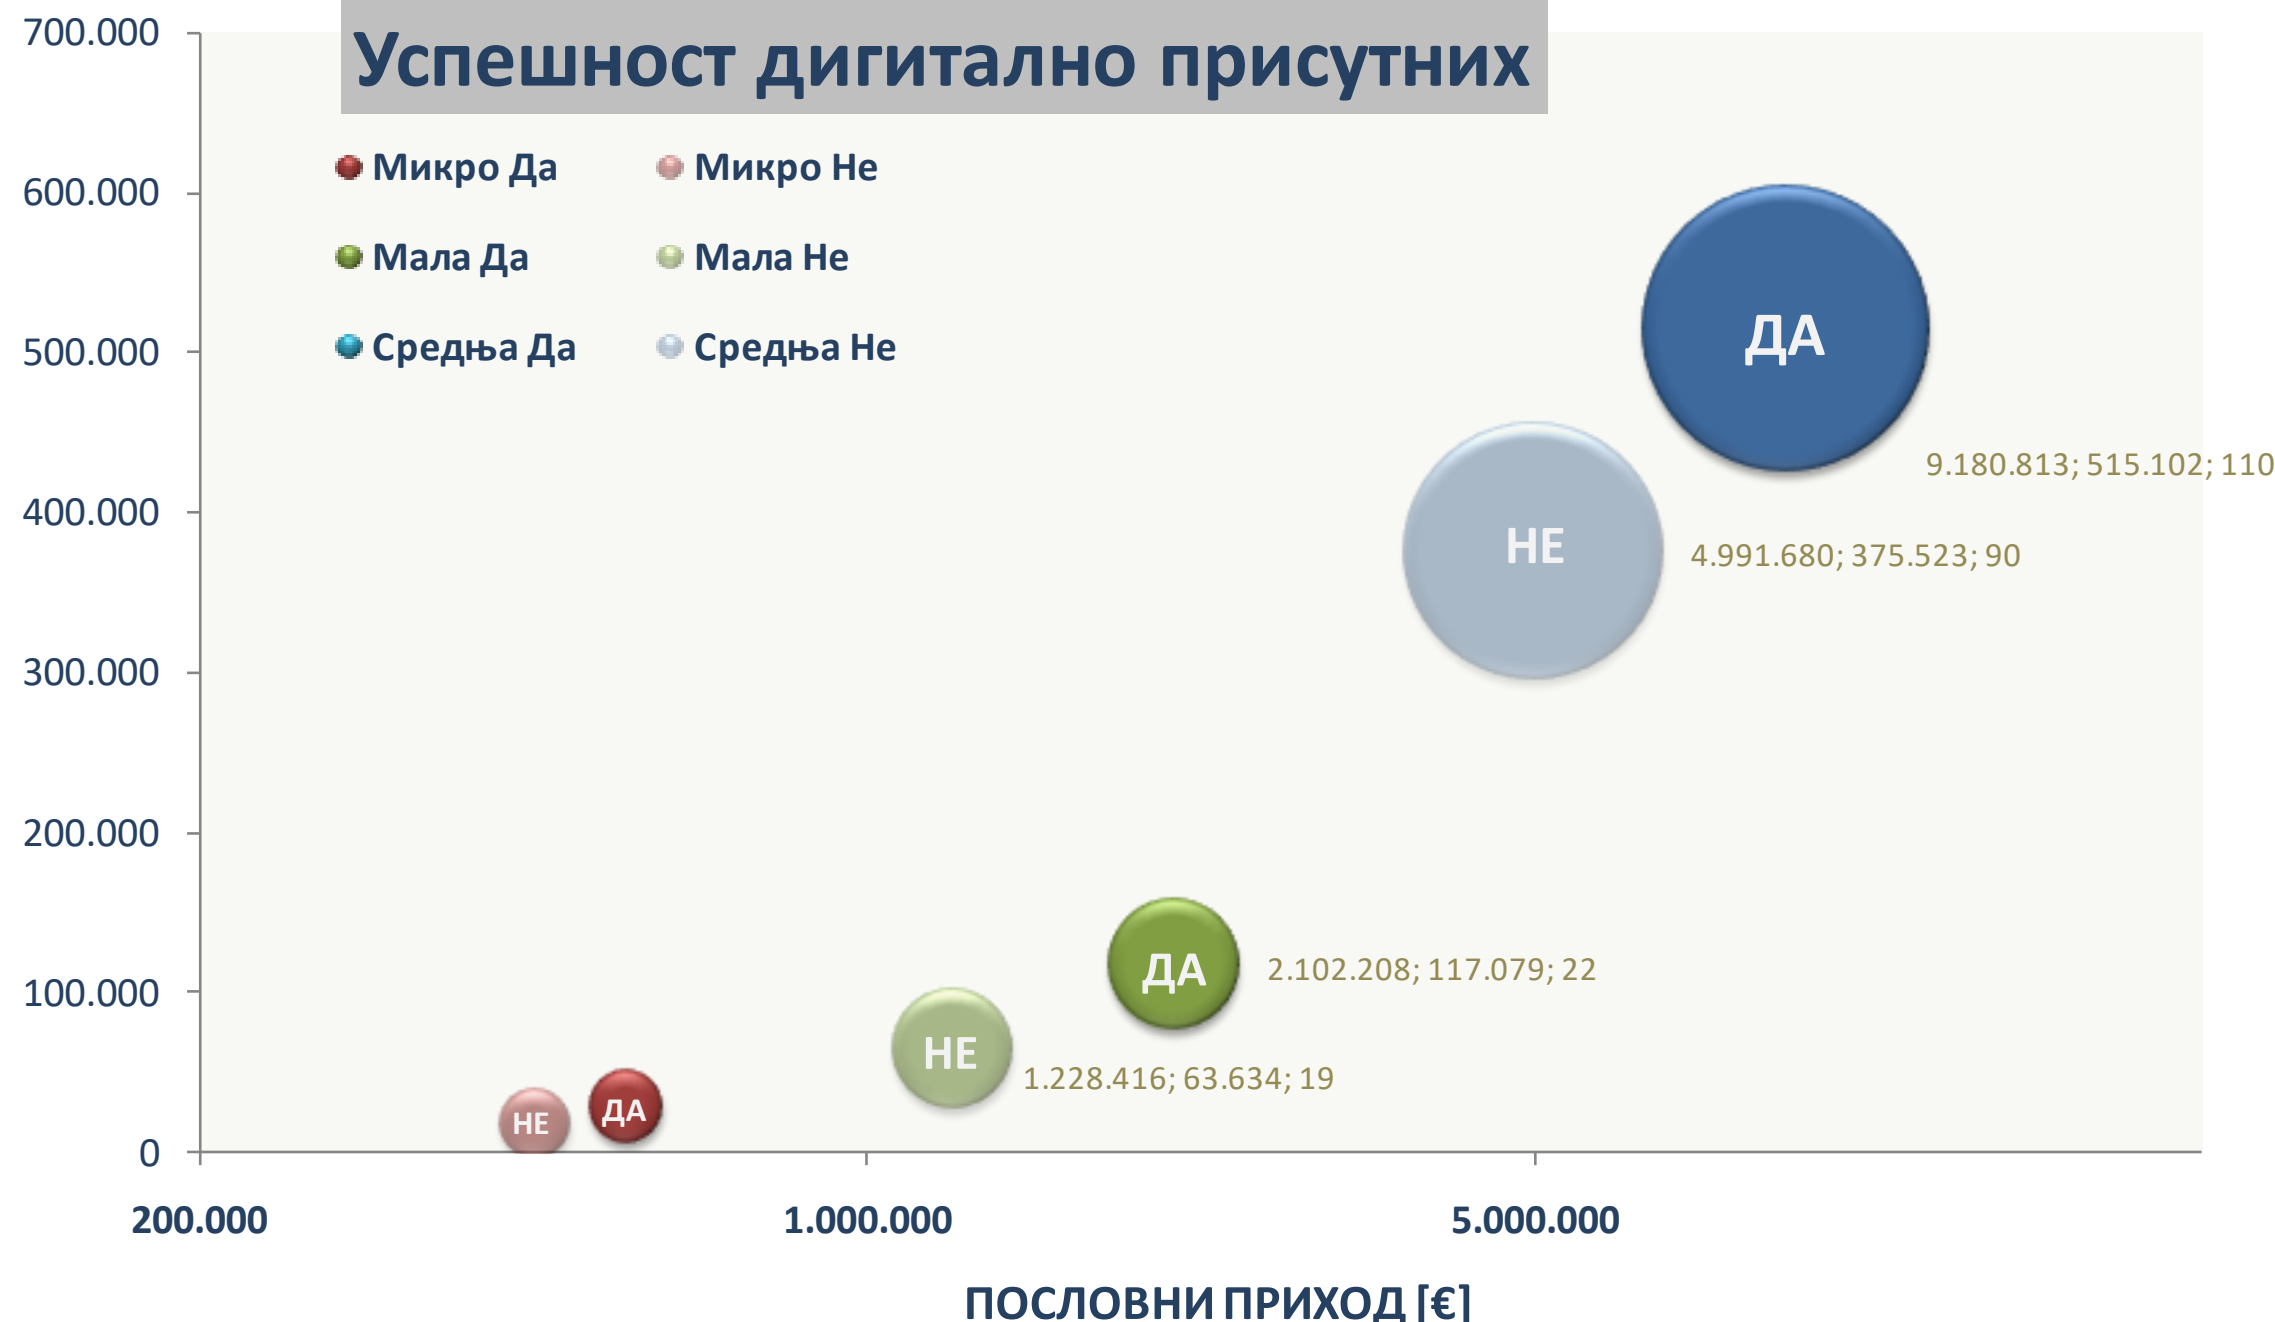 Успешност дигитално присутних
700.000
600.000
500.000
400.000
300.000
200.000
100.000
0
Микро Да
Микро Не
Мала Да
Мала Не
Средња Да
Средња Не
ДА
9.180.813; 515.102; 110
НЕ
4.991.680; 375.523; 90
ДА
2.102.208; 117.079; 22
НЕ
1.228.416; 63.634; 19
НЕ
ДА
200.000
1.000.000
5.000.000
ПОСЛОВНИ ПРИХОД [€]